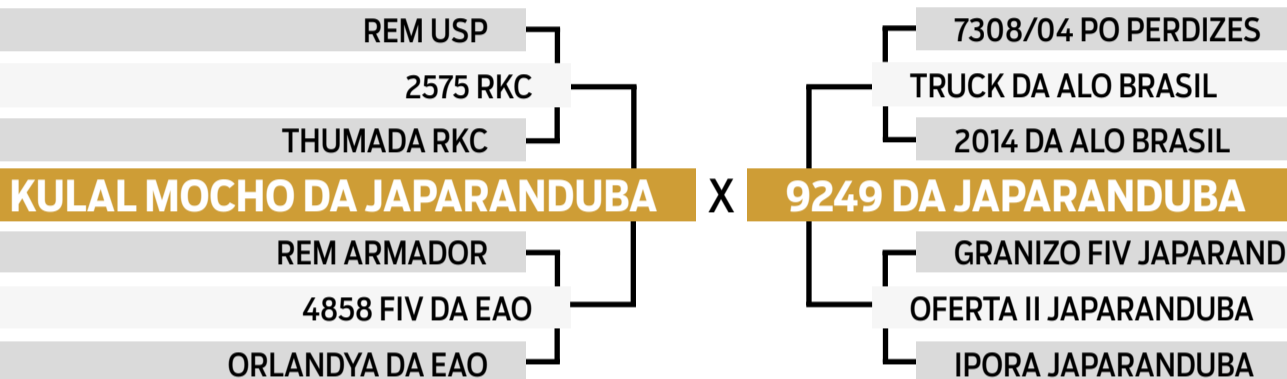 REM USP
2575 RKC
THUMADA RKC
KULAL MOCHO DA JAPARANDUBA
REM ARMADOR
4858 FIV DA EAO
ORLANDYA DA EAO
X
7308/04 PO PERDIZES
TRUCK DA ALO BRASIL
2014 DA ALO BRASIL
9249 DA JAPARANDUBA
GRANIZO FIV JAPARAND
OFERTA II JAPARANDUBA
IPORA JAPARANDUBA